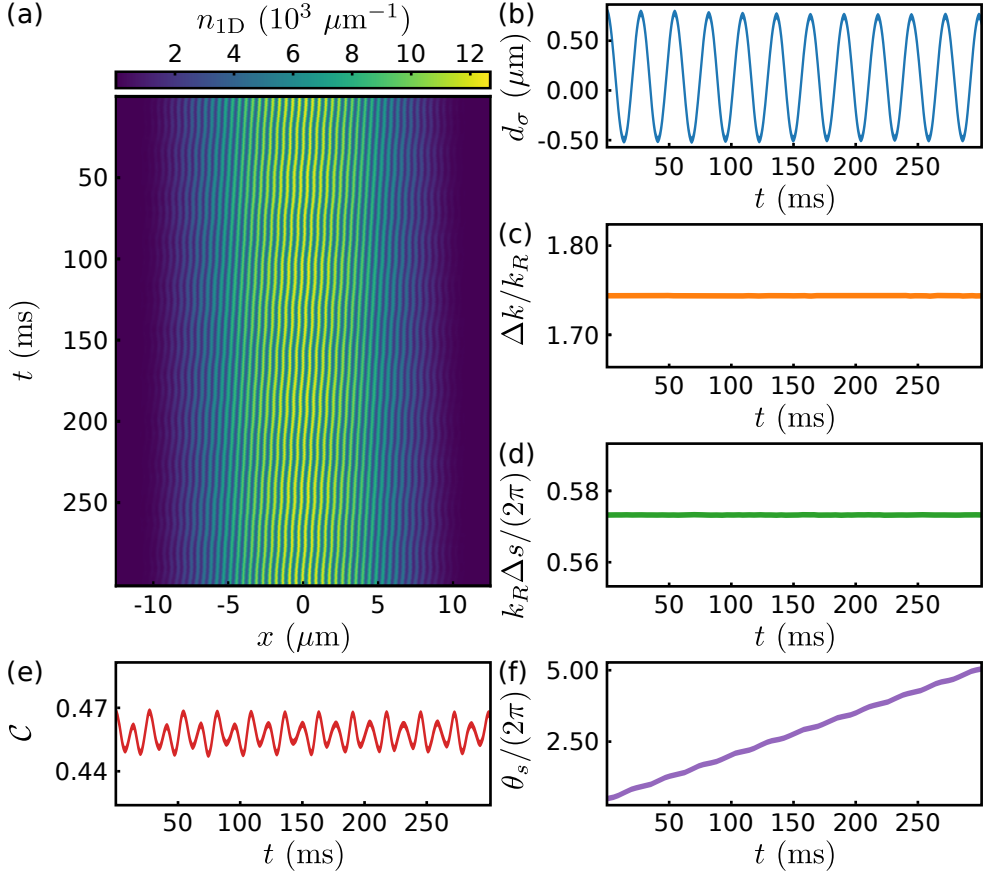 (a)
n₁D (10³ μm⁻¹)
2 4 6 8 10 12
50
100
150
200
250
t (ms)
-10 -5 0 5 10
x (μm)
(b)
0.50
0.00
-0.50
dσ (μm)
50 100 150 200 250
t (ms)
(c)
1.80
1.70
Δk/k_R
50 100 150 200 250
t (ms)
(d)
0.58
0.56
k_RΔs/(2π)
50 100 150 200 250
t (ms)
(e)
0.47
0.44
𝒞
50 100 150 200 250
t (ms)
(f)
5.00
2.50
θₛ/(2π)
50 100 150 200 250
t (ms)